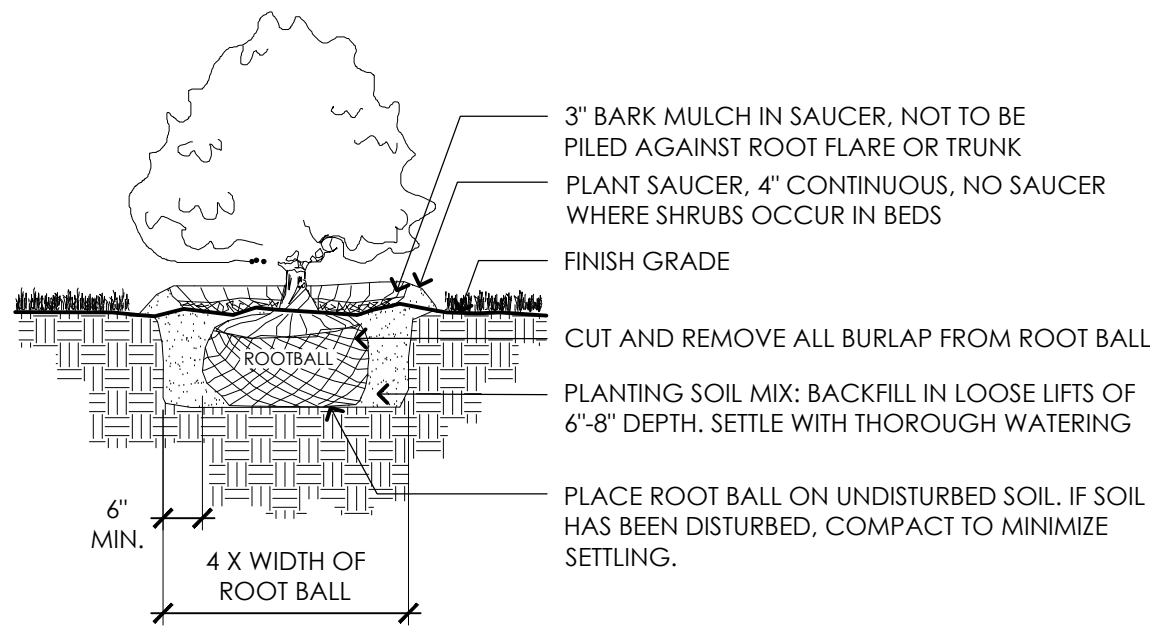 3" BARK MULCH IN SAUCER, NOT TO BE
PILED AGAINST ROOT FLARE OR TRUNK
PLANT SAUCER, 4" CONTINUOUS, NO SAUCER
WHERE SHRUBS OCCUR IN BEDS
FINISH GRADE
CUT AND REMOVE ALL BURLAP FROM ROOT BALL
ROOTBALL
PLANTING SOIL MIX: BACKFILL IN LOOSE LIFTS OF
6"-8" DEPTH. SETTLE WITH THOROUGH WATERING
PLACE ROOT BALL ON UNDISTURBED SOIL. IF SOIL
HAS BEEN DISTURBED, COMPACT TO MINIMIZE
SETTLING.
6"
MIN.
4 X WIDTH OF
ROOT BALL